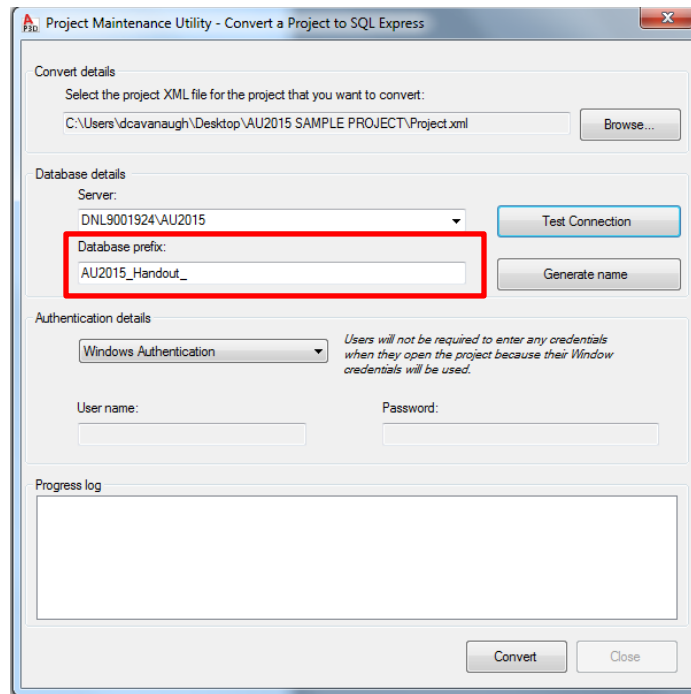 A P3D Project Maintenance Utility - Convert a Project to SQL Express
Convert details
Select the project XML file for the project that you want to convert:
C:\Users\dcavanaugh\Desktop\AU2015 SAMPLE PROJECT\Project.xml Browse...
Database details
Server:
DNL9001924\AU2015 Test Connection
Database prefix:
AU2015_Handout_ Generate name
Authentication details
Windows Authentication
Users will not be required to enter any credentials
when they open the project because their Window
credentials will be used.
User name: Password:
Progress log
Convert Close